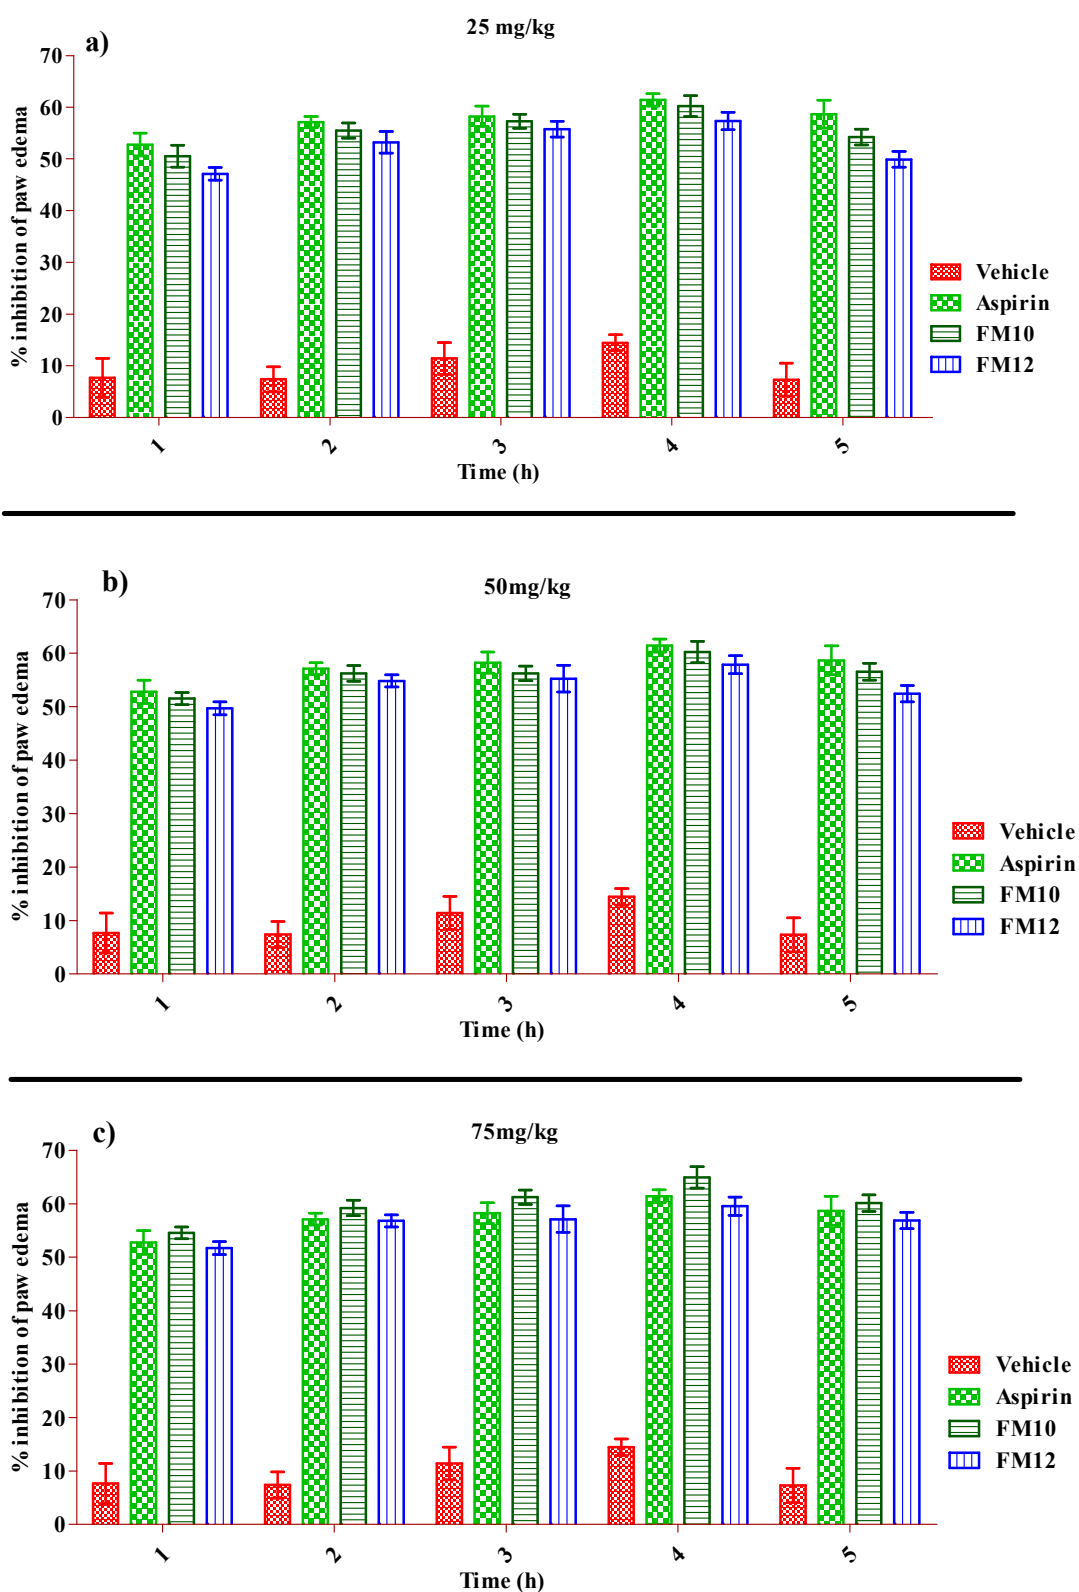 a)
25 mg/kg
% inhibition of paw edema
70
60
50
40
30
20
10
0
1
2
3
4
5
Time (h)
Vehicle
Aspirin
FM10
FM12
b)
50mg/kg
% inhibition of paw edema
70
60
50
40
30
20
10
0
1
2
3
4
5
Time (h)
Vehicle
Aspirin
FM10
FM12
c)
75mg/kg
% inhibition of paw edema
70
60
50
40
30
20
10
0
1
2
3
4
5
Time (h)
Vehicle
Aspirin
FM10
FM12